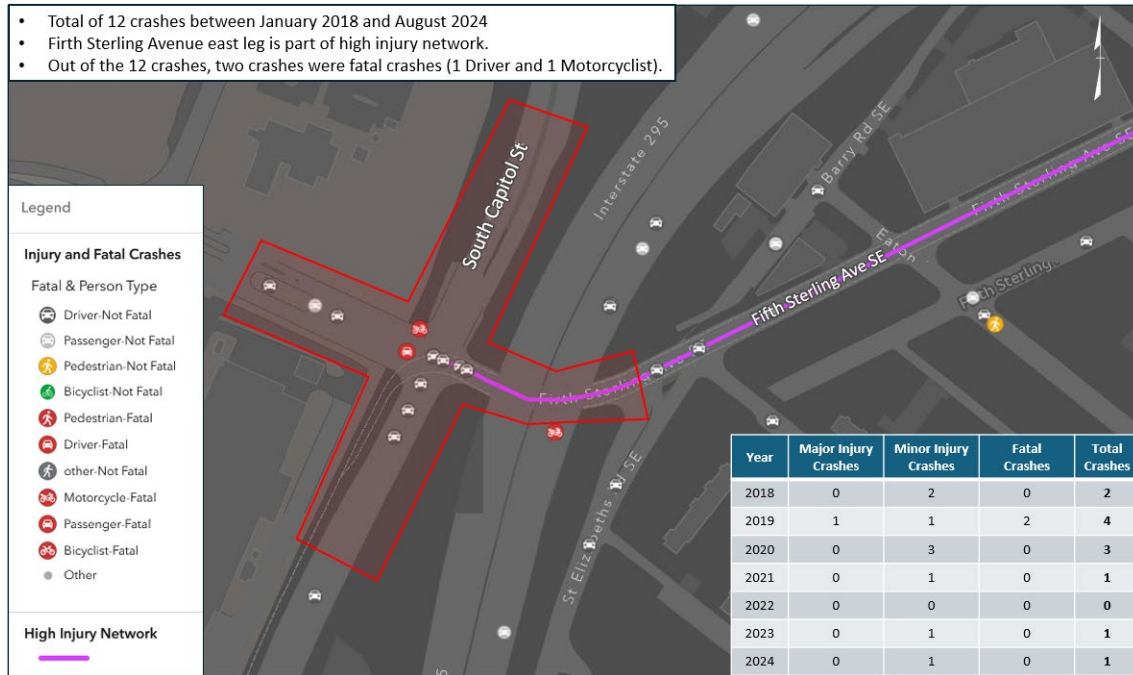 • Total of 12 crashes between January 2018 and August 2024
• Firth Sterling Avenue east leg is part of high injury network.
• Out of the 12 crashes, two crashes were fatal crashes (1 Driver and 1 Motorcyclist).
South Capitol St
Interstate 295
Barry Rd SE
Firth Sterling Ave SE
Eaton
Fifth Sterling Ave SE
Firth Sterling
Firth Sterling
St Elizabeths Rd SE
Legend
Injury and Fatal Crashes
Fatal & Person Type
Driver-Not Fatal
Passenger-Not Fatal
Pedestrian-Not Fatal
Bicyclist-Not Fatal
Pedestrian-Fatal
Driver-Fatal
other-Not Fatal
Motorcycle-Fatal
Passenger-Fatal
Bicyclist-Fatal
Other
High Injury Network
Year Major Injury Crashes Minor Injury Crashes Fatal Crashes Total Crashes
2018 0 2 0 2
2019 1 1 2 4
2020 0 3 0 3
2021 0 1 0 1
2022 0 0 0 0
2023 0 1 0 1
2024 0 1 0 1